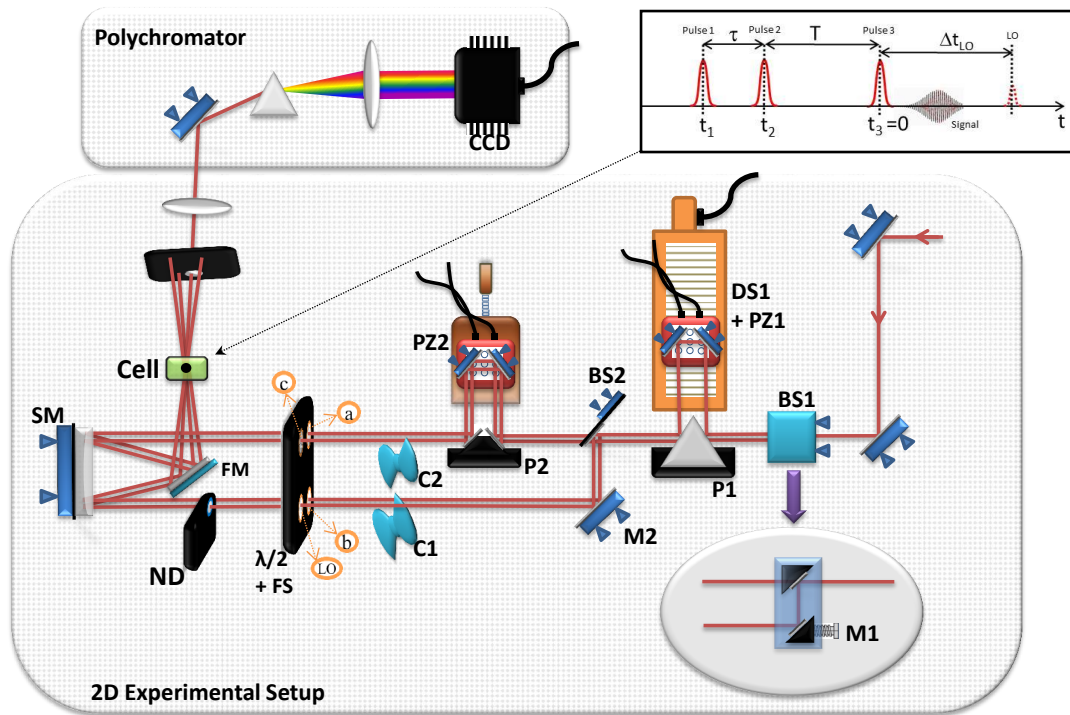 Polychromator
CCD
Pulse 1
τ
Pulse 2
T
Pulse 3
Δt_LO
LO
t₁
t₂
t₃=0
Signal
t
DS1
+ PZ1
PZ2
BS2
BS1
Cell
SM
c
a
FM
P2
P1
C2
C1
M2
ND
b
LO
λ/2
+ FS
M1
2D Experimental Setup